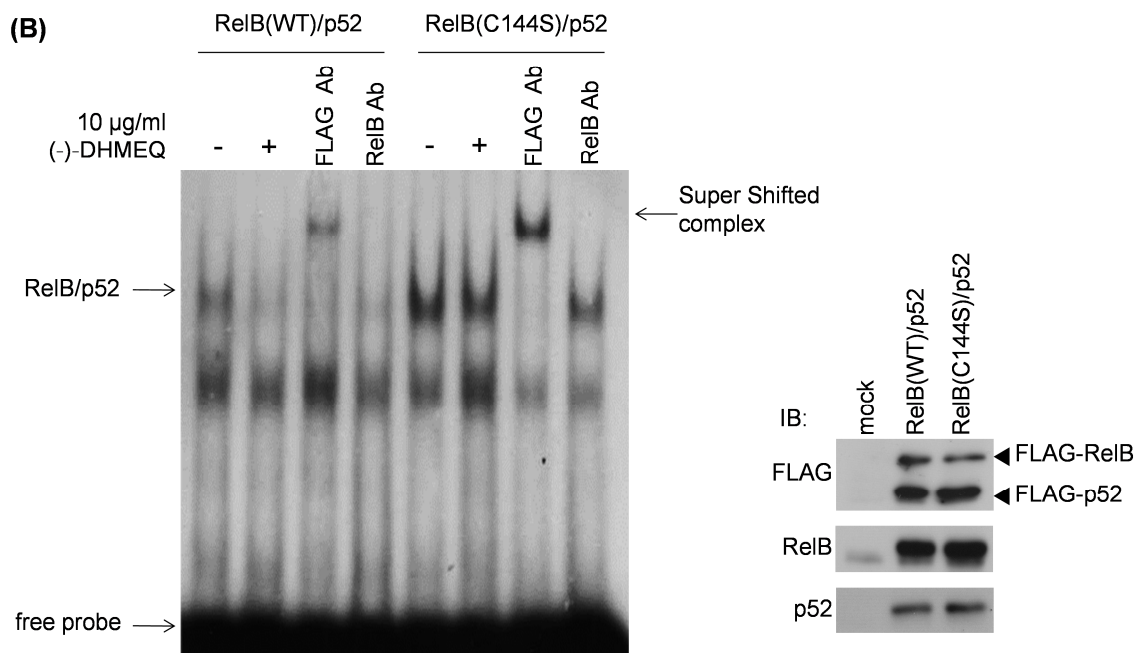 (B)
RelB(WT)/p52
RelB(C144S)/p52
10 µg/ml
(-)-DHMEQ
-
+
FLAG Ab
RelB Ab
-
+
FLAG Ab
RelB Ab
Super Shifted
complex
RelB/p52
free probe
IB:
mock
RelB(WT)/p52
RelB(C144S)/p52
FLAG
FLAG-RelB
FLAG-p52
RelB
p52